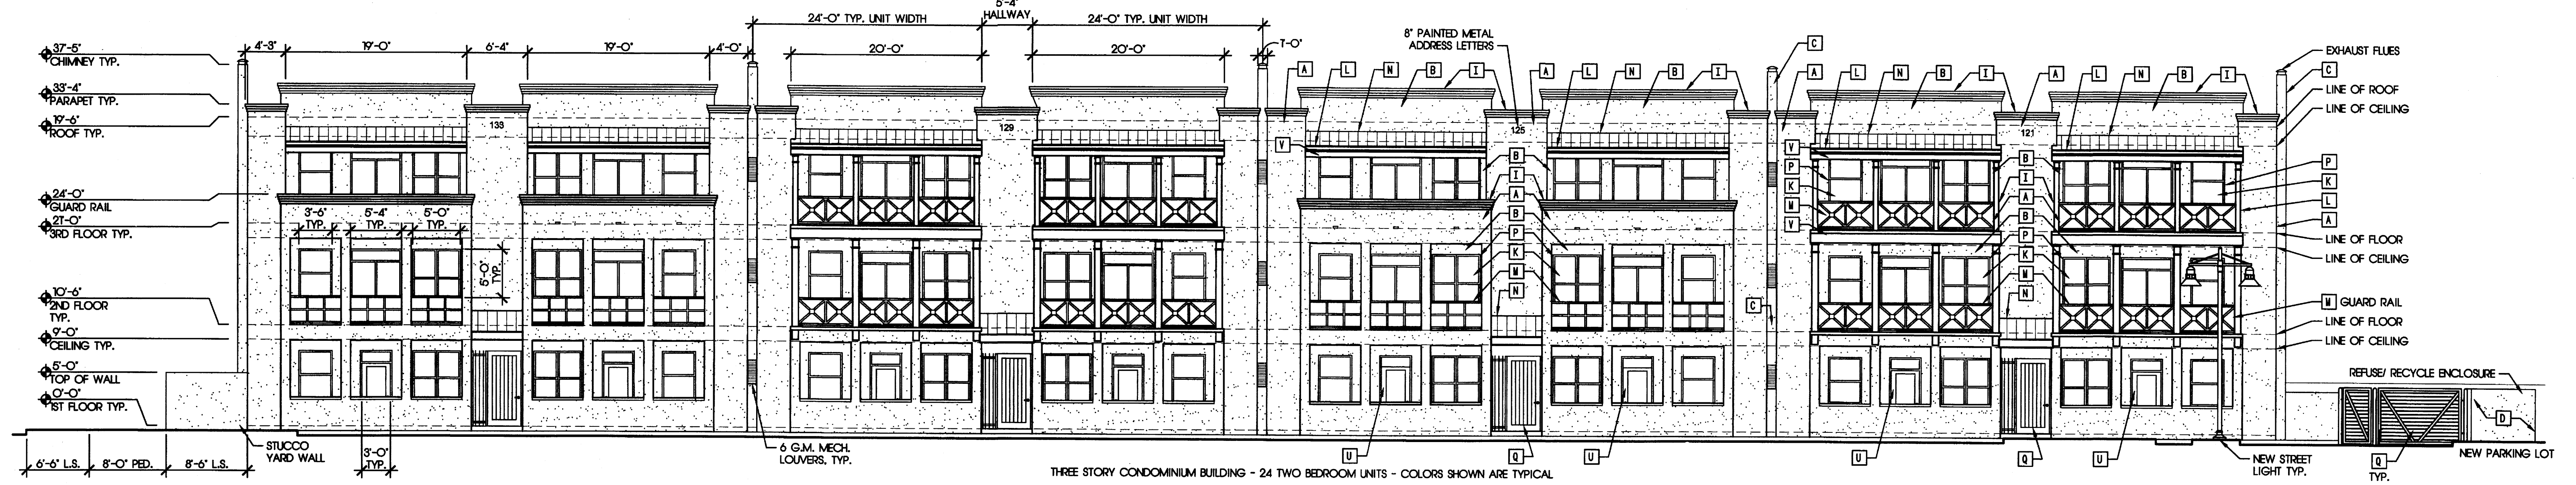 5'-4"
HALLWAY
24'-0" TYP. UNIT WIDTH
24'-0" TYP. UNIT WIDTH
4'-3"
19'-0"
6'-4"
19'-0"
4'-0"
20'-0"
20'-0"
1'-0"
8" PAINTED METAL
ADDRESS LETTERS
37'-5"
CHIMNEY TYP.
33'-4"
PARAPET TYP.
19'-6"
ROOF TYP.
24'-0"
GUARD RAIL
21'-0"
3RD FLOOR TYP.
10'-6"
2ND FLOOR
TYP.
9'-0"
CEILING TYP.
5'-0"
TOP OF WALL
0'-0"
1ST FLOOR TYP.
3'-6"
TYP.
5'-4"
TYP.
5'-0"
TYP.
5'-0"
TYP.
133
129
125
121
A L N B I A L N B I C A L N B I A L N B I
EXHAUST FLUES
C
LINE OF ROOF
LINE OF CEILING
V
B
I
A
B
P
K
M
N
C
V
P
K
M
V
B
I
A
B
P
K
M
N
P
K
L
A
LINE OF FLOOR
LINE OF CEILING
M GUARD RAIL
LINE OF FLOOR
LINE OF CEILING
REFUSE/ RECYCLE ENCLOSURE
D
STUCCO
YARD WALL
6'-6" L.S.
8'-0" PED.
8'-6" L.S.
3'-0"
TYP.
6 G.M. MECH.
LOUVERS, TYP.
U Q U U Q U
NEW STREET
LIGHT TYP.
Q
TYP.
NEW PARKING LOT
THREE STORY CONDOMINIUM BUILDING - 24 TWO BEDROOM UNITS - COLORS SHOWN ARE TYPICAL